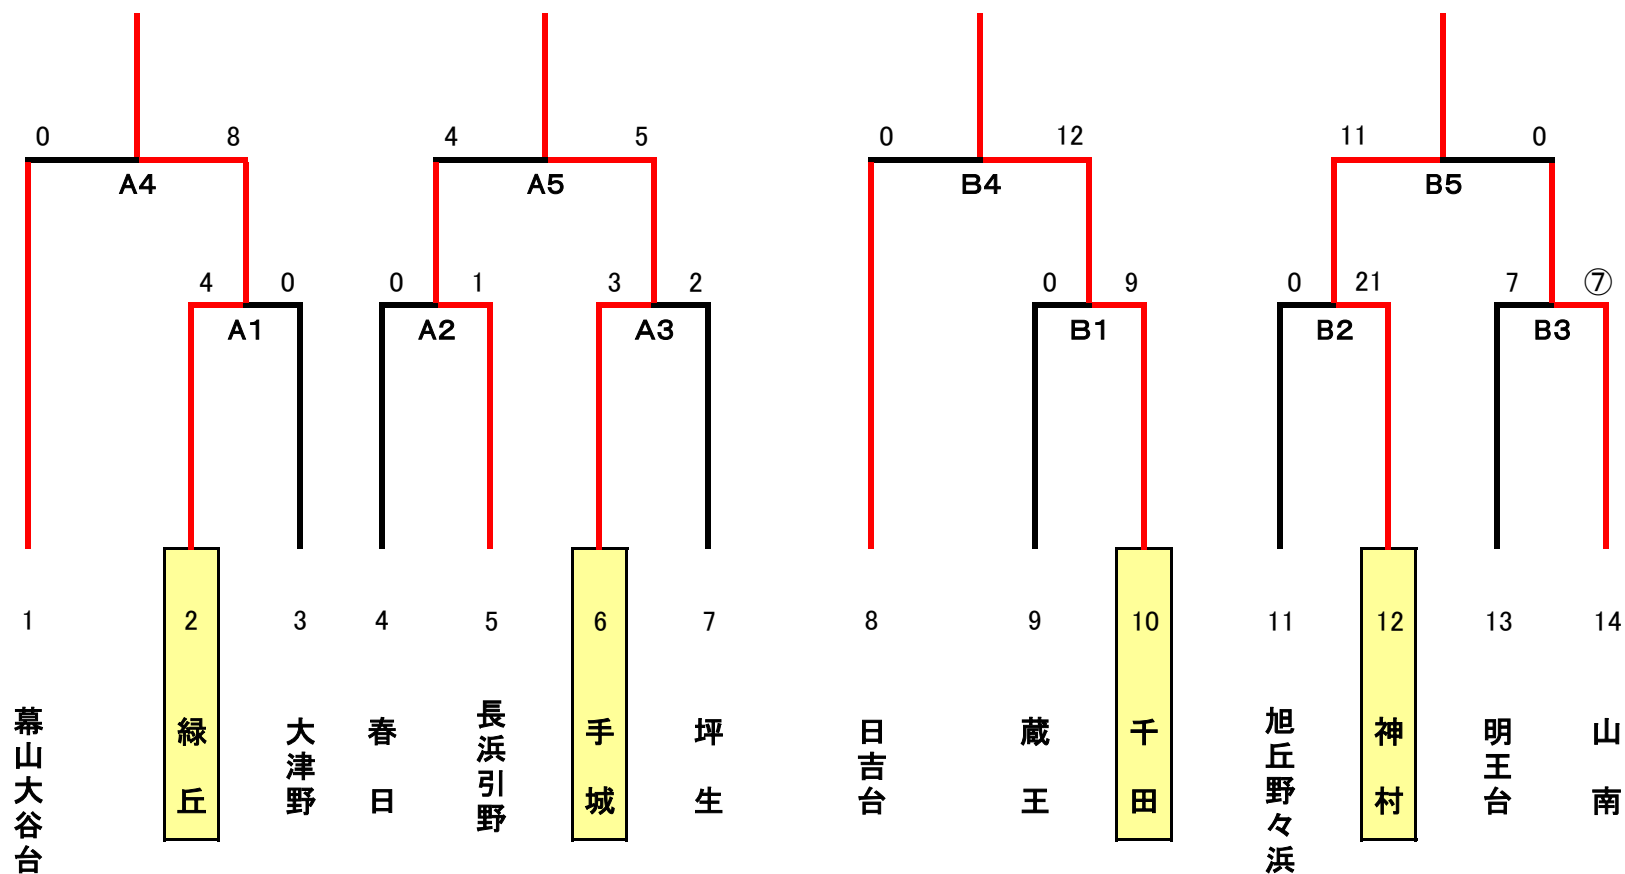 0 8 4 5 0 12 11 0
A4 A5 B4 B5
4 0 0 1 3 2 0 9 0 21 7 ⑦
A1 A2 A3 B1 B2 B3
1 2 3 4 5 6 7 8 9 10 11 12 13 14
幕山大谷台
緑丘
大津野
春日
長浜引野
手城
坪生
日吉台
蔵王
千田
旭丘野々浜
神村
明王台
山南